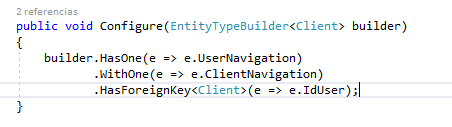 2 referencias
public void Configure(EntityTypeBuilder<Client> builder)
{
builder.HasOne(e => e.UserNavigation)
.WithOne(e => e.ClientNavigation)
.HasForeignKey<Client>(e => e.IdUser);
}